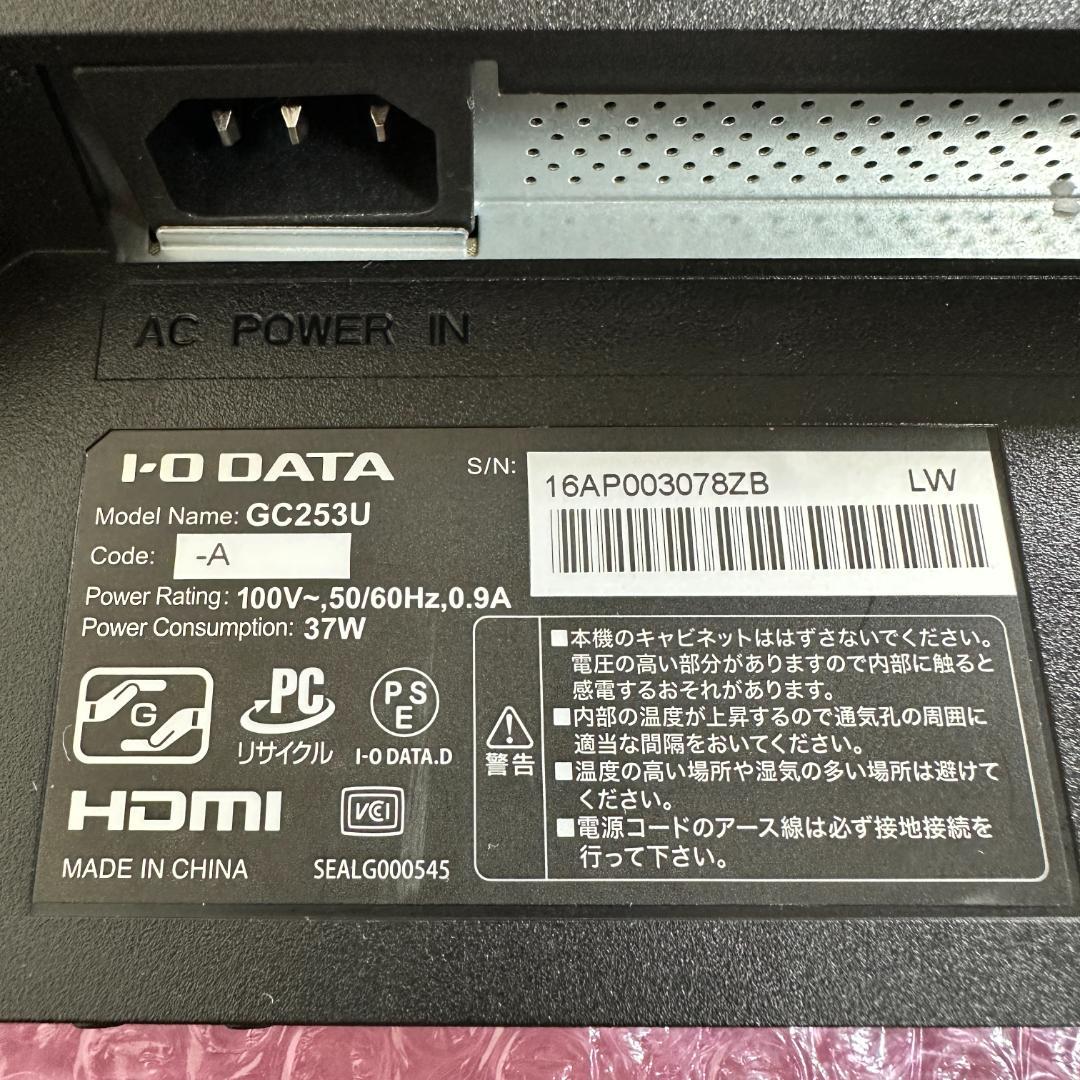 AC POWER IN
I-O DATA
S/N:
16AP003078ZB
LW
Model Name: GC253U
Code: -A
Power Rating: 100V~,50/60Hz,0.9A
Power Consumption: 37W
G
PC
リサイクル
PSE
I-O DATA.D
HDMI
VCCI
MADE IN CHINA
SEALG000545
警告
■本機のキャビネットははずさないでください。
電圧の高い部分がありますので内部に触ると
感電するおそれがあります。
■内部の温度が上昇するので通気孔の周囲に
適当な間隔をおいてください。
■温度の高い場所や湿気の多い場所は避けて
ください。
■電源コードのアース線は必ず接地接続を
行って下さい。